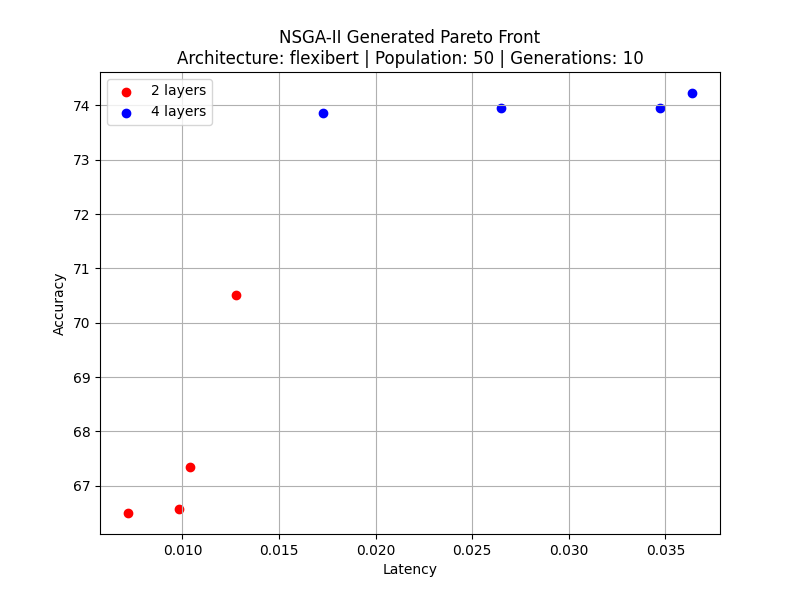 NSGA-II Generated Pareto Front
Architecture: flexibert | Population: 50 | Generations: 10
2 layers
4 layers
74
73
72
71
70
69
68
67
Accuracy
0.010 0.015 0.020 0.025 0.030 0.035
Latency